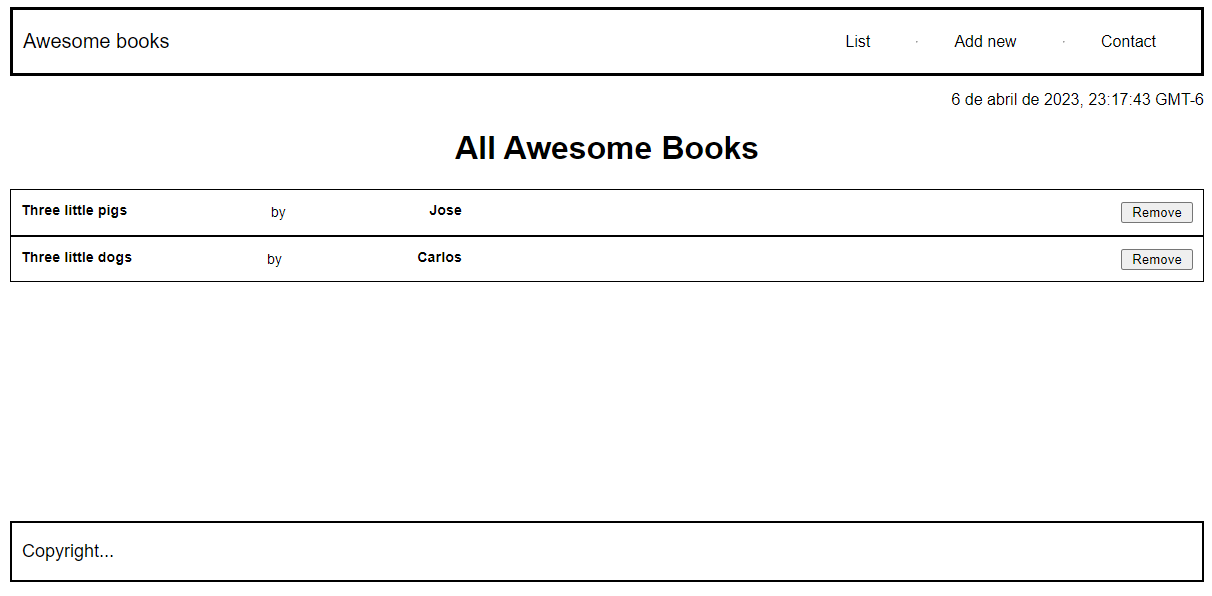 Awesome books List · Add new · Contact
6 de abril de 2023, 23:17:43 GMT-6
All Awesome Books
Three little pigs by Jose Remove
Three little dogs by Carlos Remove
Copyright...